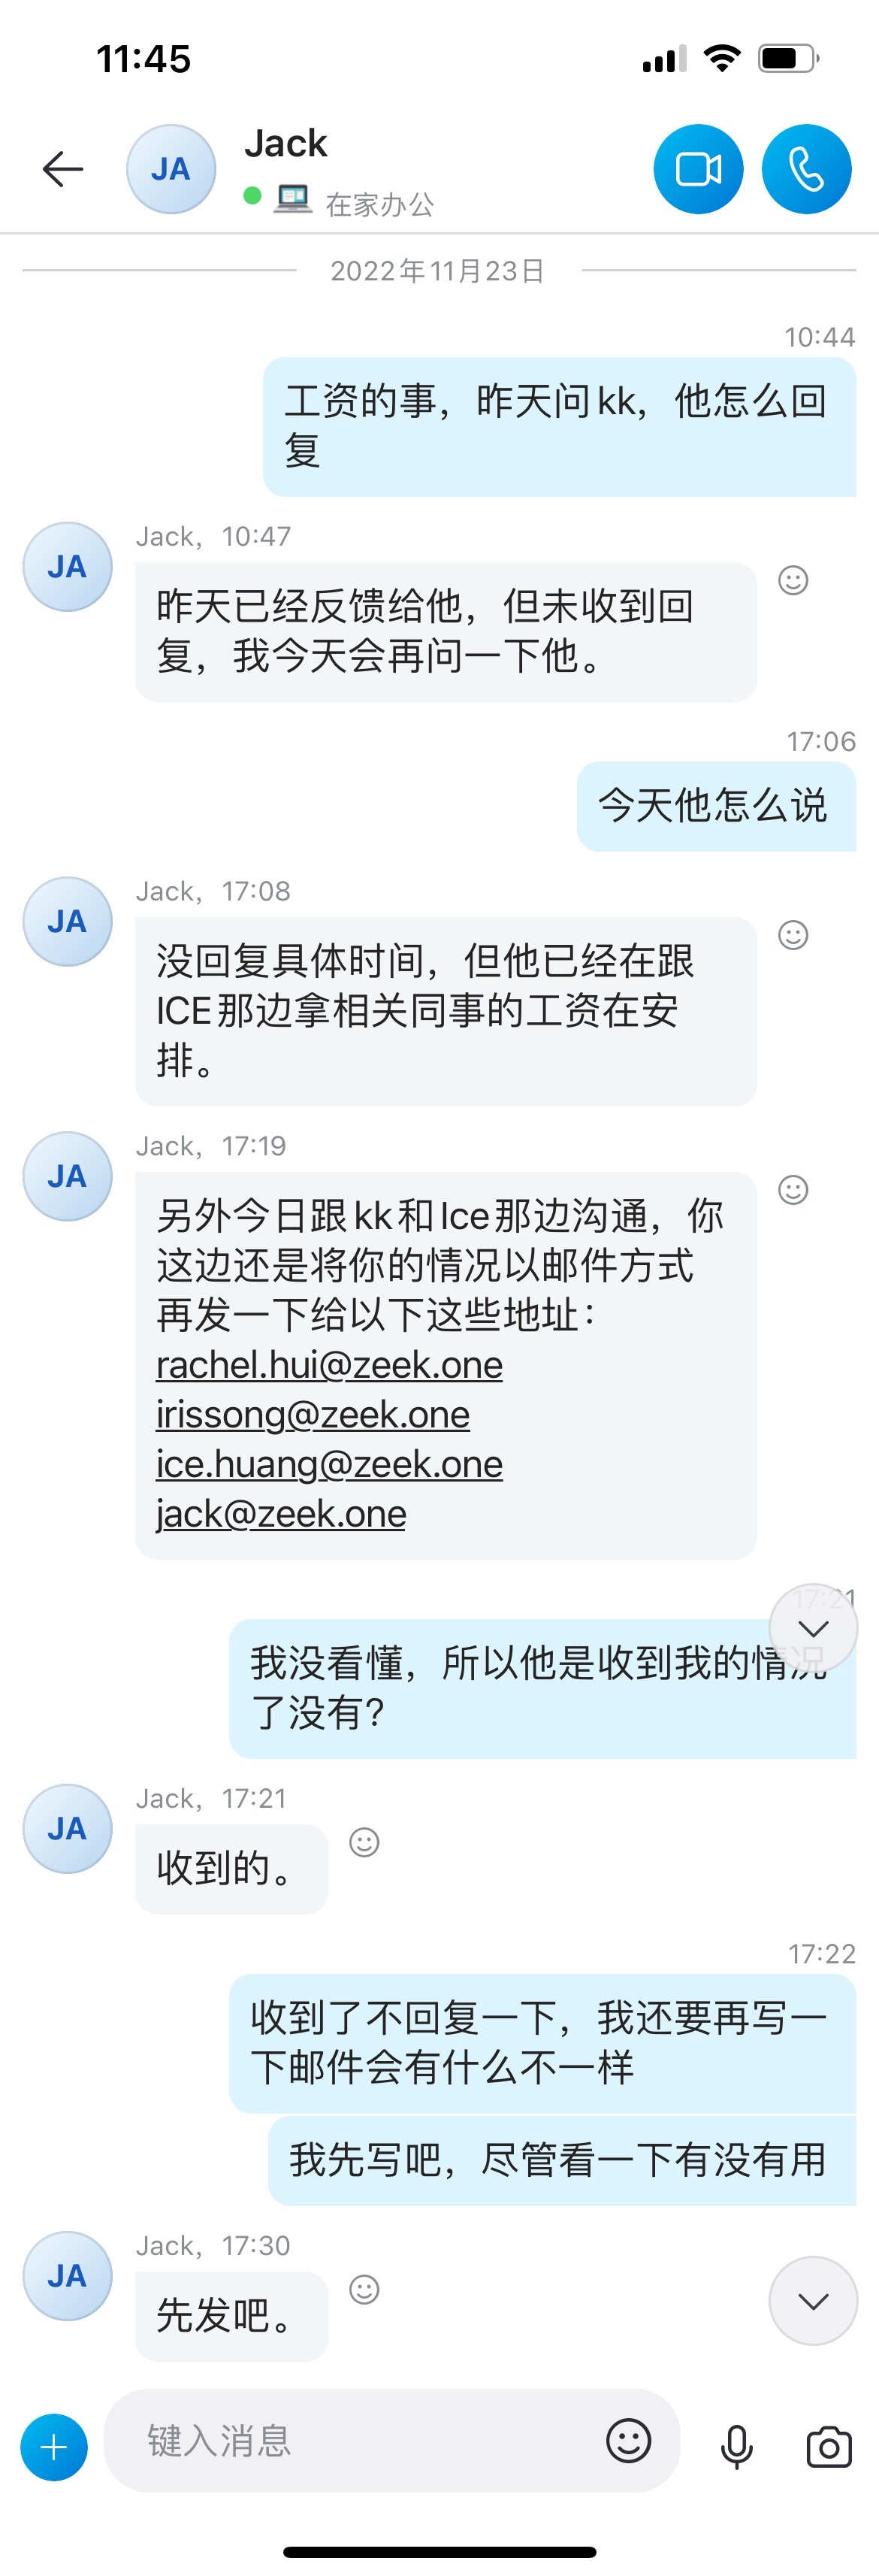 11:45
JA
Jack
在家办公
2022年11月23日
10:44
工资的事，昨天问kk，他怎么回
复
JA
Jack，10:47
昨天已经反馈给他，但未收到回
复，我今天会再问一下他。
17:06
今天他怎么说
JA
Jack，17:08
没回复具体时间，但他已经在跟
ICE那边拿相关同事的工资在安
排。
JA
Jack，17:19
另外今日跟kk和Ice那边沟通，你
这边还是将你的情况以邮件方式
再发一下给以下这些地址：
rachel.hui@zeek.one
irissong@zeek.one
ice.huang@zeek.one
jack@zeek.one
17:21
我没看懂，所以他是收到我的情况
了没有？
JA
Jack，17:21
收到的。
17:22
收到了不回复一下，我还要再写一
下邮件会有什么不一样
我先写吧，尽管看一下有没有用
JA
Jack，17:30
先发吧。
键入消息